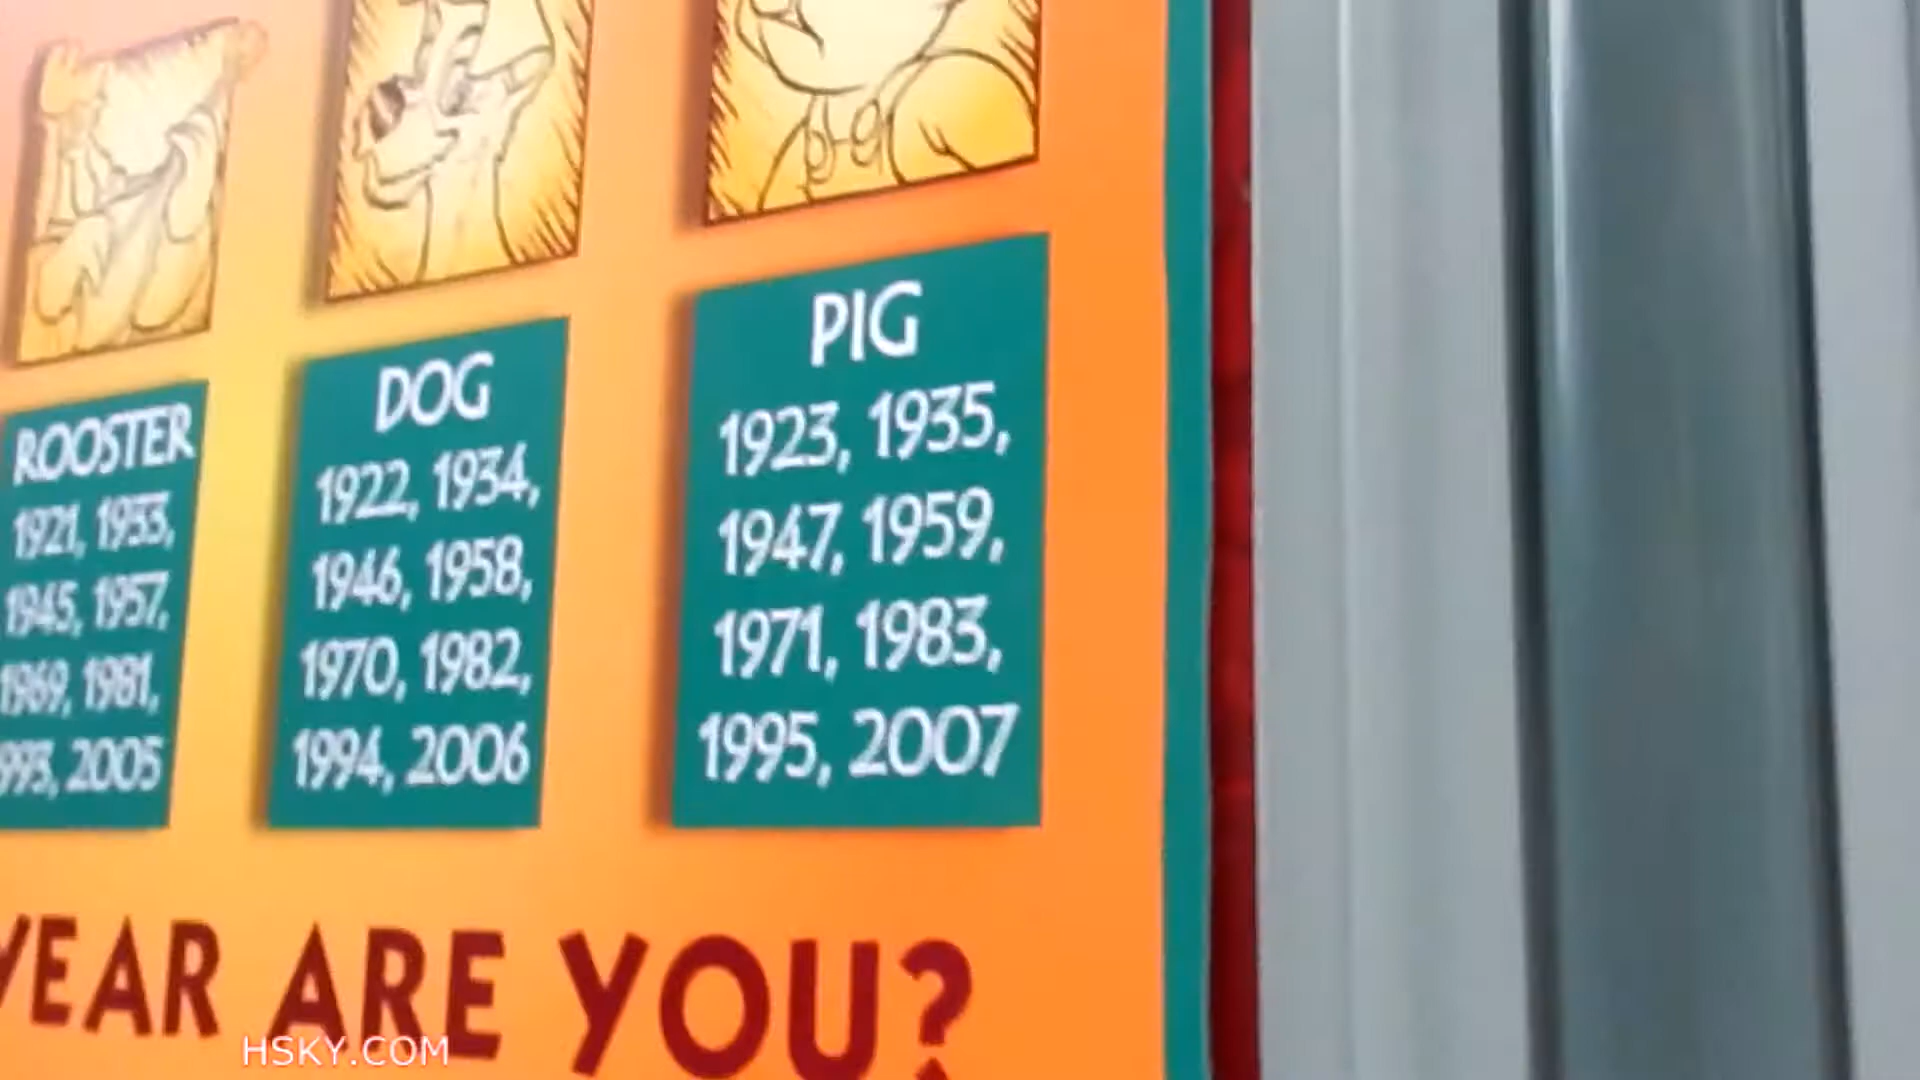 ROOSTER
1921, 1933,
1945, 1957,
1969, 1981,
1993, 2005
DOG
1922, 1934,
1946, 1958,
1970, 1982,
1994, 2006
PIG
1923, 1935,
1947, 1959,
1971, 1983,
1995, 2007
YEAR ARE YOU?
HSKY.COM